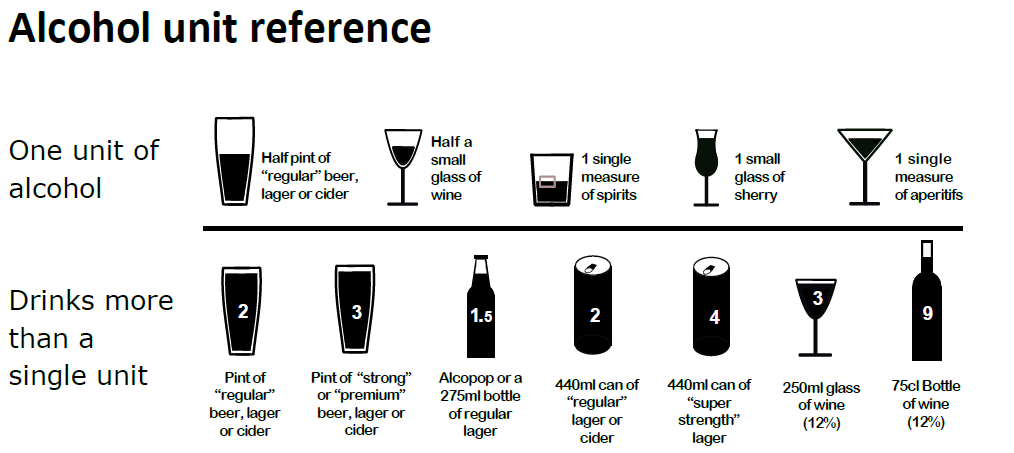 Alcohol unit reference
One unit of
alcohol
Half pint of
“regular” beer,
lager or cider
Half a
small
glass of
wine
1 single
measure
of spirits
1 small
glass of
sherry
1 single
measure
of aperitifs
Drinks more
than a
single unit
2
Pint of
“regular”
beer, lager
or cider
3
Pint of “strong”
or “premium”
beer, lager or
cider
1.5
Alcopop or a
275ml bottle
of regular
lager
2
440ml can of
“regular”
lager or
cider
4
440ml can of
“super
strength”
lager
3
250ml glass
of wine
(12%)
9
75cl Bottle
of wine
(12%)